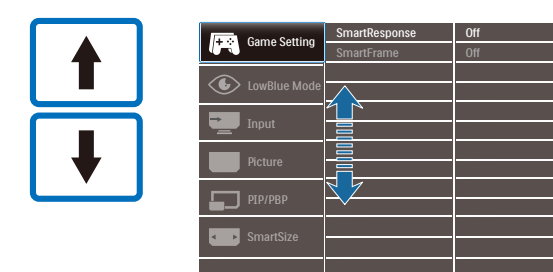 Game Setting SmartResponse Off
SmartFrame Off
LowBlue Mode
Input
Picture
PIP/PBP
SmartSize